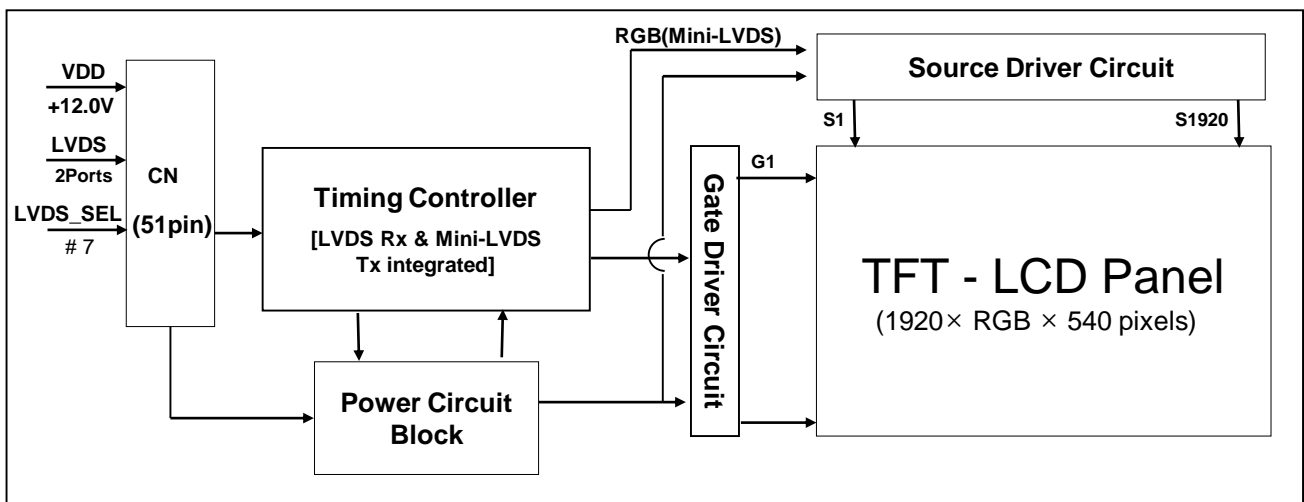 VDD
+12.0V
LVDS
2Ports
LVDS_SEL
# 7
CN
(51pin)
Timing Controller
[LVDS Rx & Mini-LVDS
Tx integrated]
Power Circuit
Block
RGB(Mini-LVDS)
Source Driver Circuit
S1
S1920
Gate Driver Circuit
G1
TFT - LCD Panel
(1920× RGB × 540 pixels)